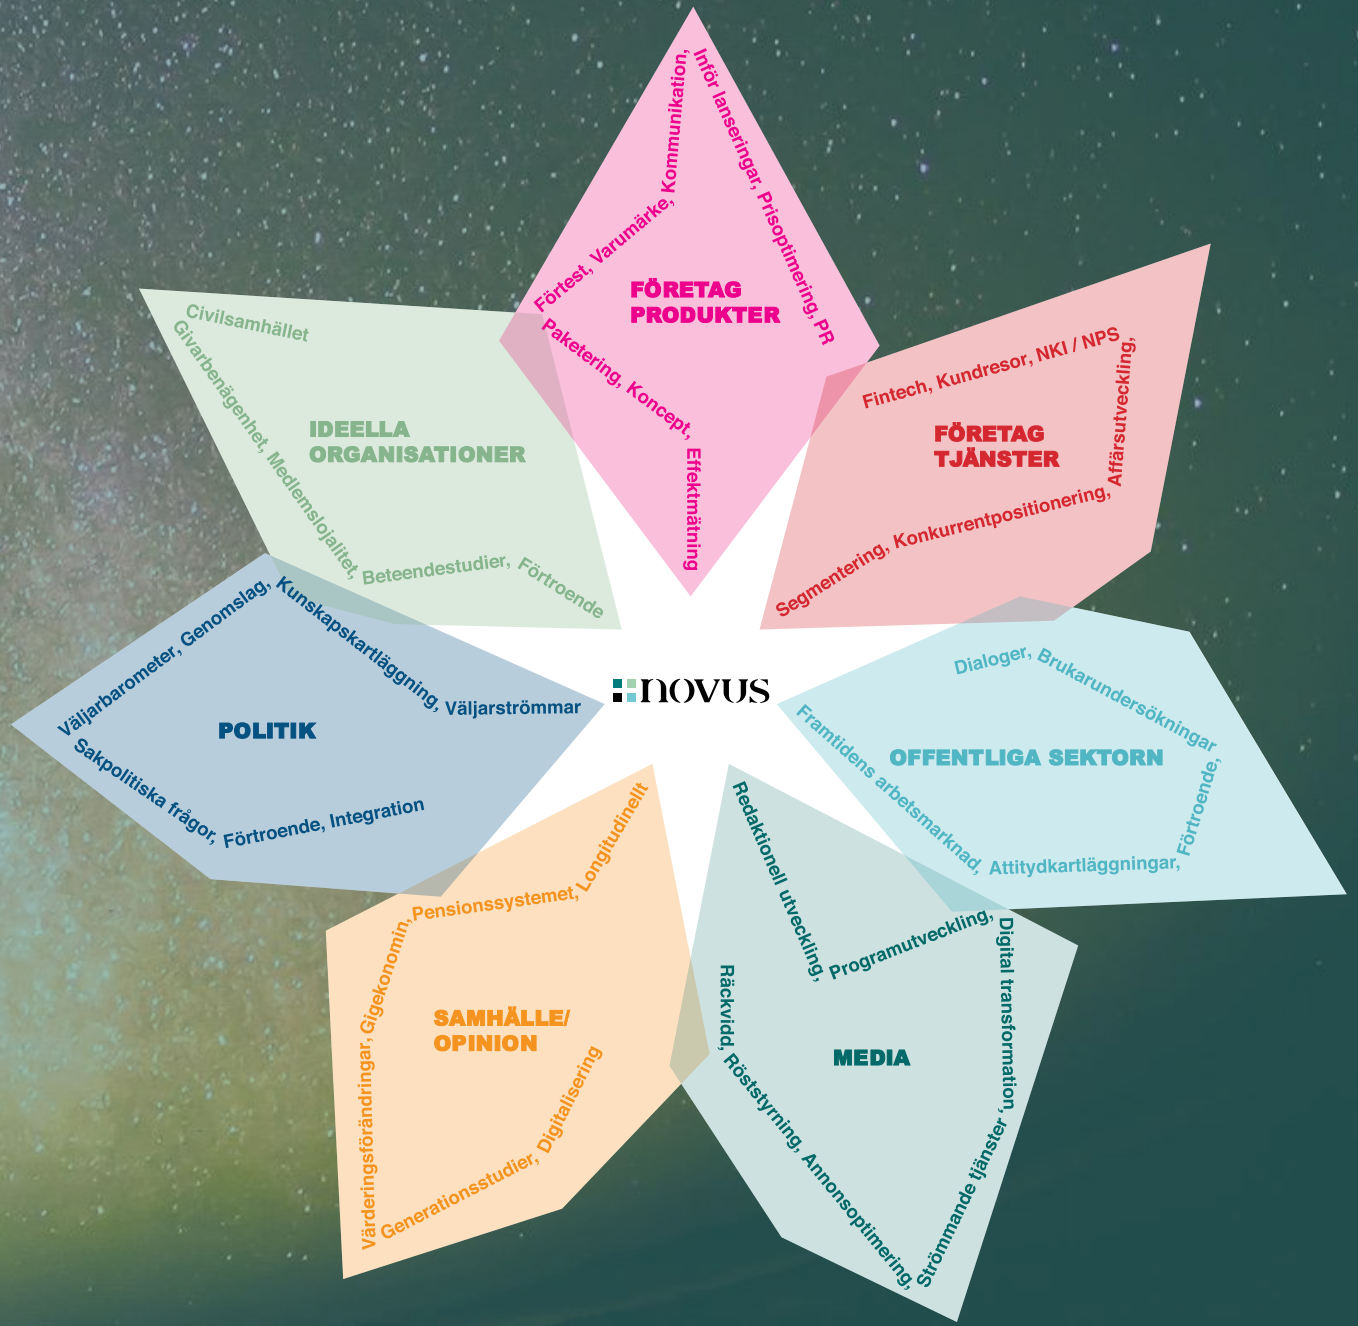 Förtest, Varumärke, Kommunikation,
Inför lanseringar, Prisoptimering, PR
FÖRETAG
PRODUKTER
Paketering, Koncept, Effektmätning
Fintech, Kundresor, NKI / NPS
FÖRETAG
TJÄNSTER
Segmentering, Konkurrentpositionering, Affärsutveckling,
Civilsamhället
IDEELLA
ORGANISATIONER
Givarbenägenhet, Medlemslojalitet, Beteendestudier, Förtroende
novus
Väljarbarometer, Genomslag, Kunskapskartläggning, Väljarströmmar
POLITIK
Sakpolitiska frågor, Förtroende, Integration
Dialoger, Brukarundersökningar
OFFENTLIGA SEKTORN
Framtidens arbetsmarknad, Attitydkartläggningar, Förtroende,
Värderingsförändringar, Gigekonomin, Pensionssystemet, Longitudinellt
SAMHÄLLE/
OPINION
Generationsstudier, Digitalisering
Redaktionell utveckling, Programutveckling, Digital transformation,
MEDIA
Räckvidd, Röststyrning, Annonsoptimering, Strömmande tjänster,